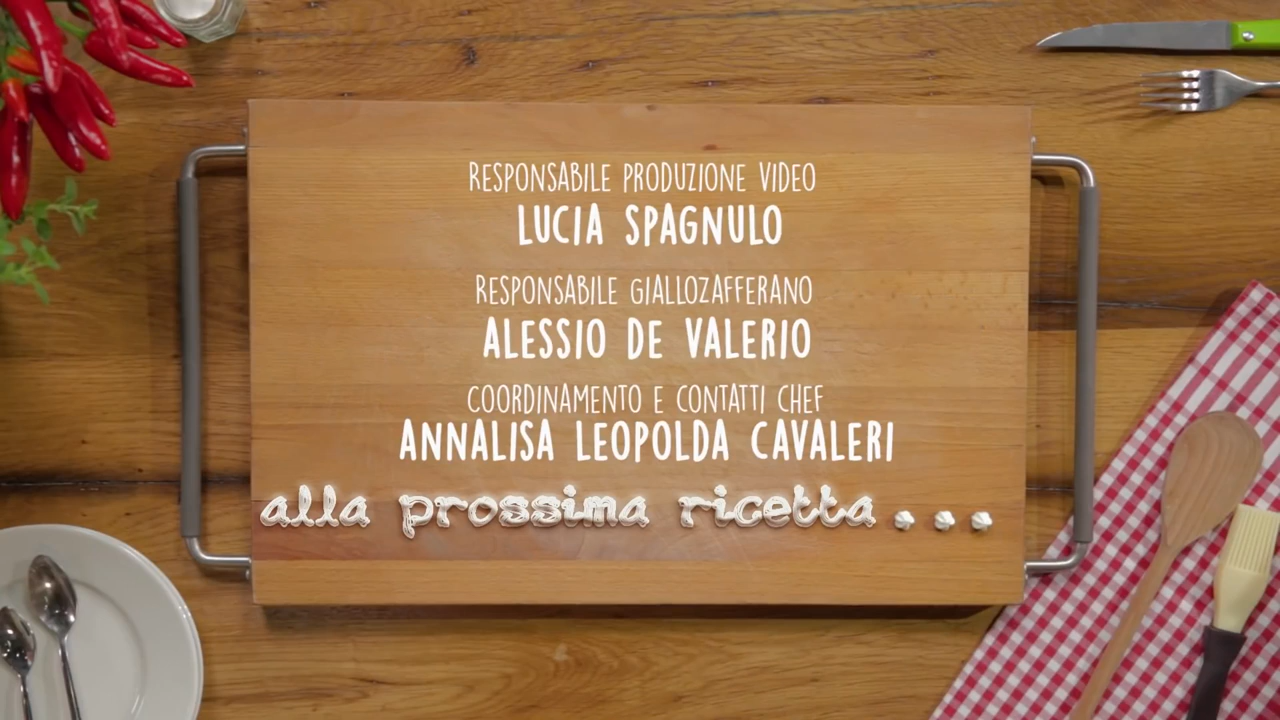 RESPONSABILE PRODUZIONE VIDEO
LUCIA SPAGNULO
RESPONSABILE GIALLOZAFFERANO
ALESSIO DE VALERIO
COORDINAMENTO E CONTATTI CHEF
ANNALISA LEOPOLDA CAVALERI
alla prossima ricetta...